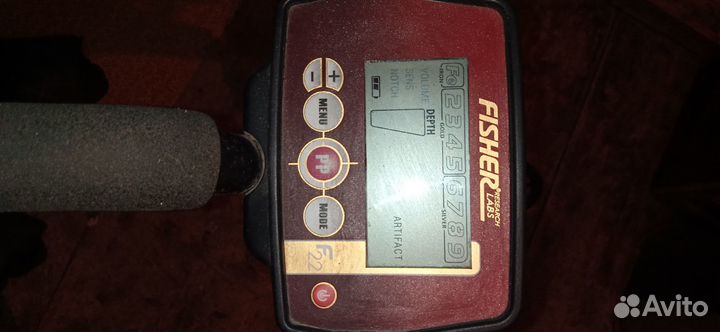 FISHER
RESEARCH
LABS
Fe 2 3 4 5 6 7 8 9
IRON GOLD SILVER
VOLUME
SENS
NOTCH
DEPTH
ARTIFACT
+
-
MENU
PP
MODE
F22
Avito